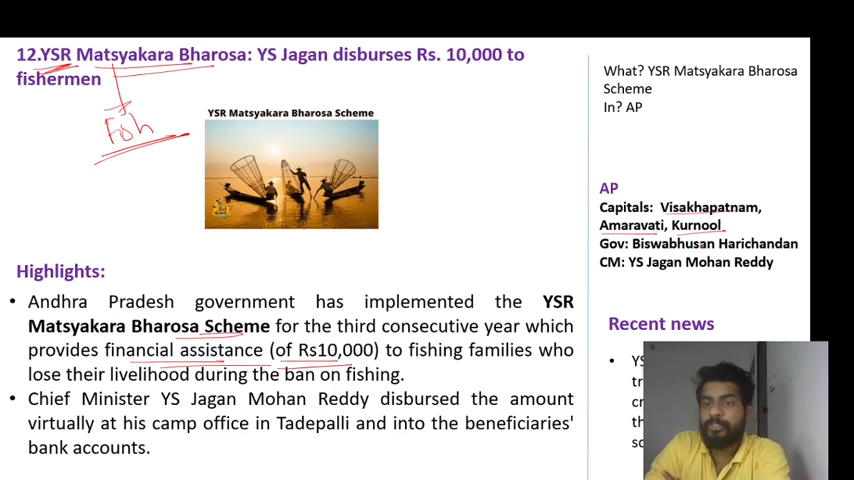 12.YSR Matsyakara Bharosa: YS Jagan disburses Rs. 10,000 to
fishermen
Fish
YSR Matsyakara Bharosa Scheme
Highlights:
• Andhra Pradesh government has implemented the YSR
Matsyakara Bharosa Scheme for the third consecutive year which
provides financial assistance (of Rs10,000) to fishing families who
lose their livelihood during the ban on fishing.
• Chief Minister YS Jagan Mohan Reddy disbursed the amount
virtually at his camp office in Tadepalli and into the beneficiaries'
bank accounts.
What? YSR Matsyakara Bharosa
Scheme
In? AP
AP
Capitals: Visakhapatnam,
Amaravati, Kurnool
Gov: Biswabhusan Harichandan
CM: YS Jagan Mohan Reddy
Recent news